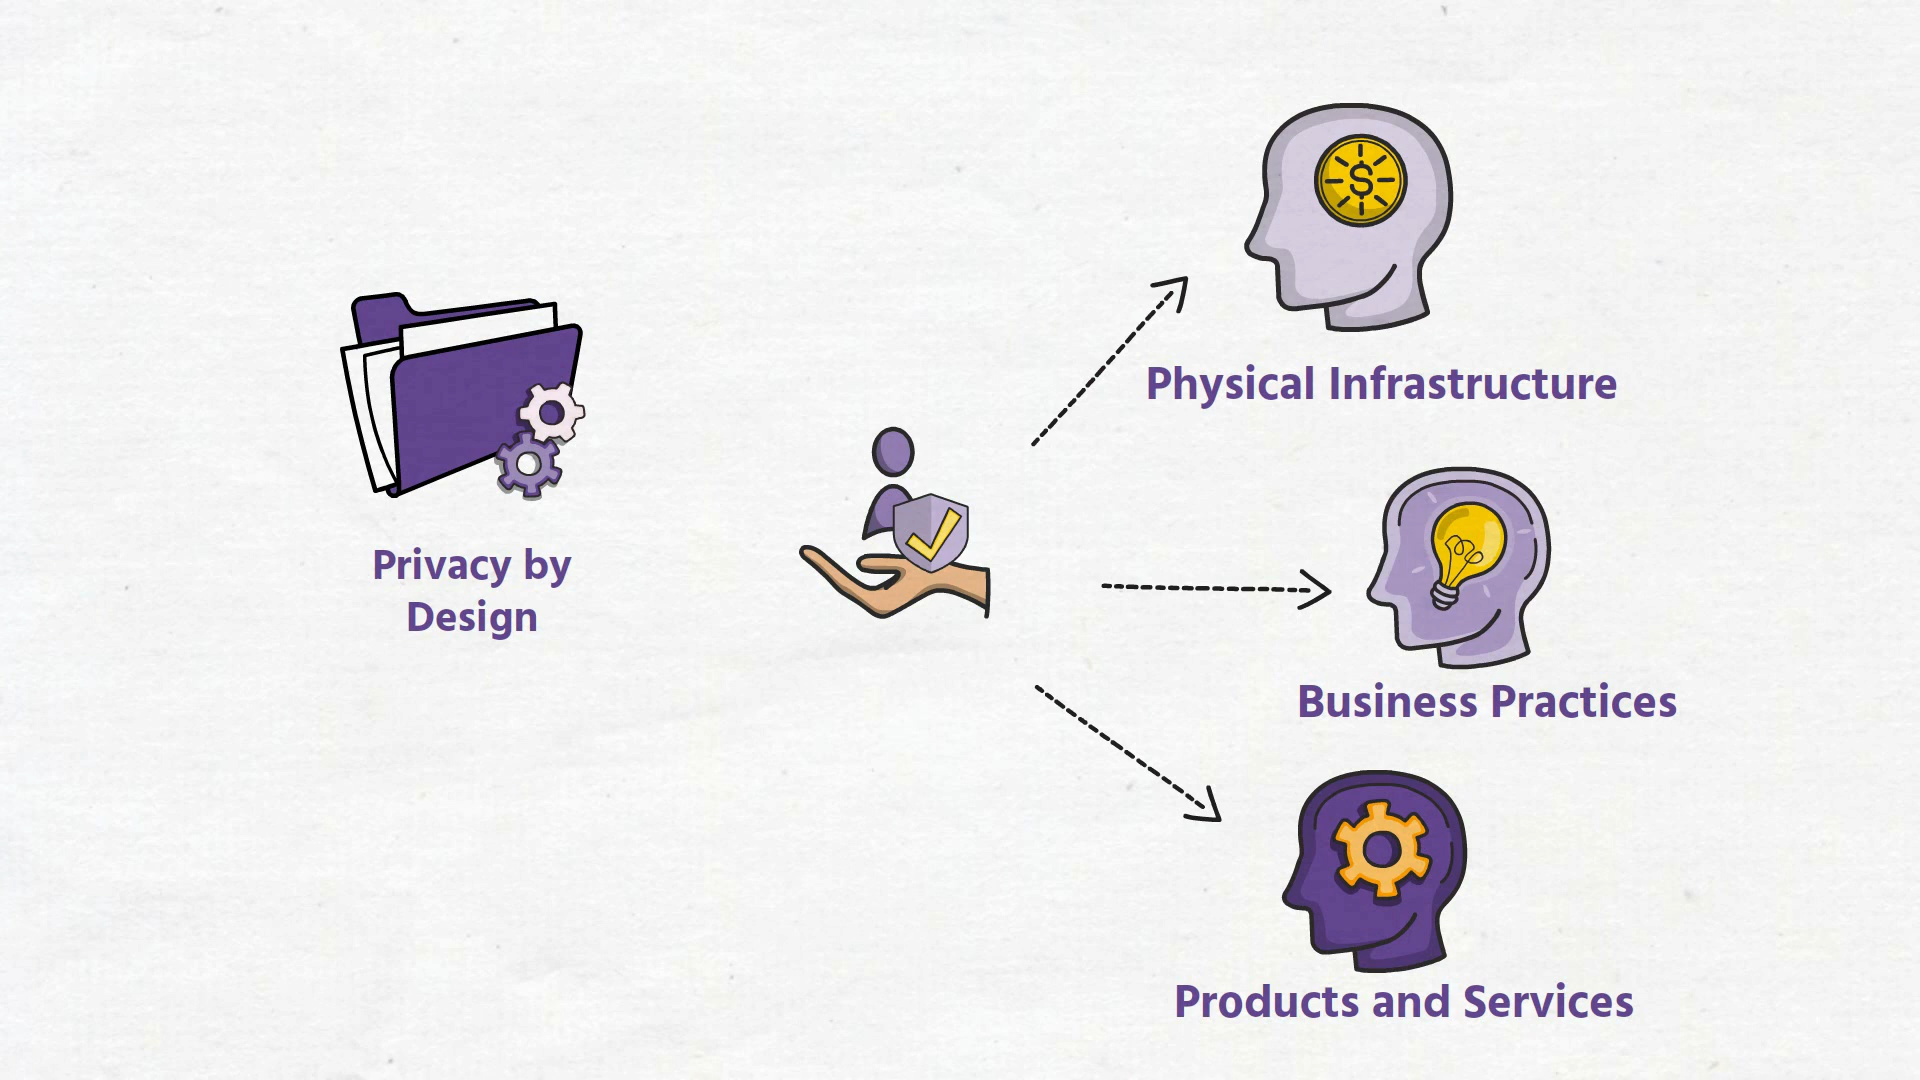 Privacy by
Design
Physical Infrastructure
Business Practices
Products and Services